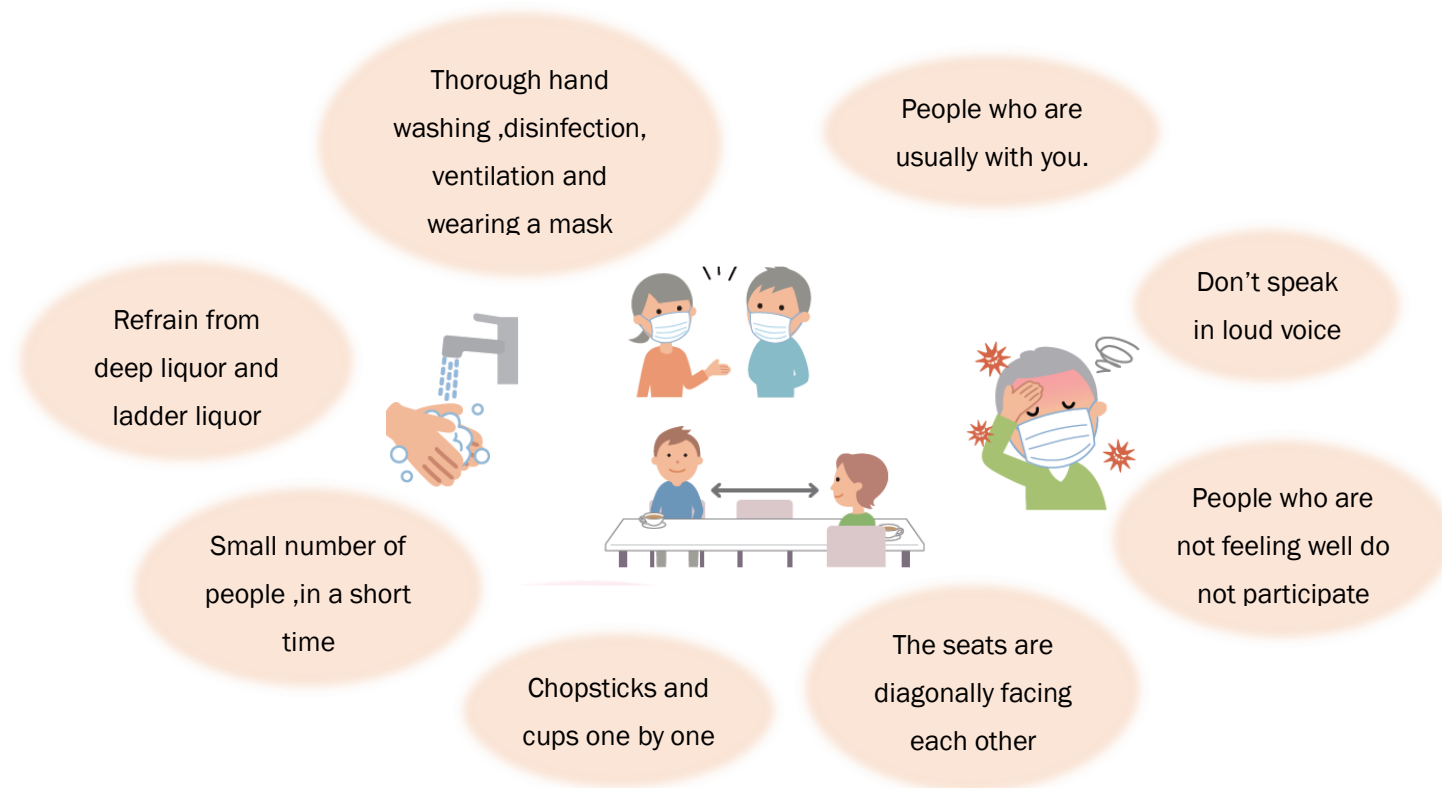 Thorough hand
washing ,disinfection,
ventilation and
wearing a mask
People who are
usually with you.
Don’t speak
in loud voice
Refrain from
deep liquor and
ladder liquor
People who are
not feeling well do
not participate
Small number of
people ,in a short
time
The seats are
diagonally facing
each other
Chopsticks and
cups one by one